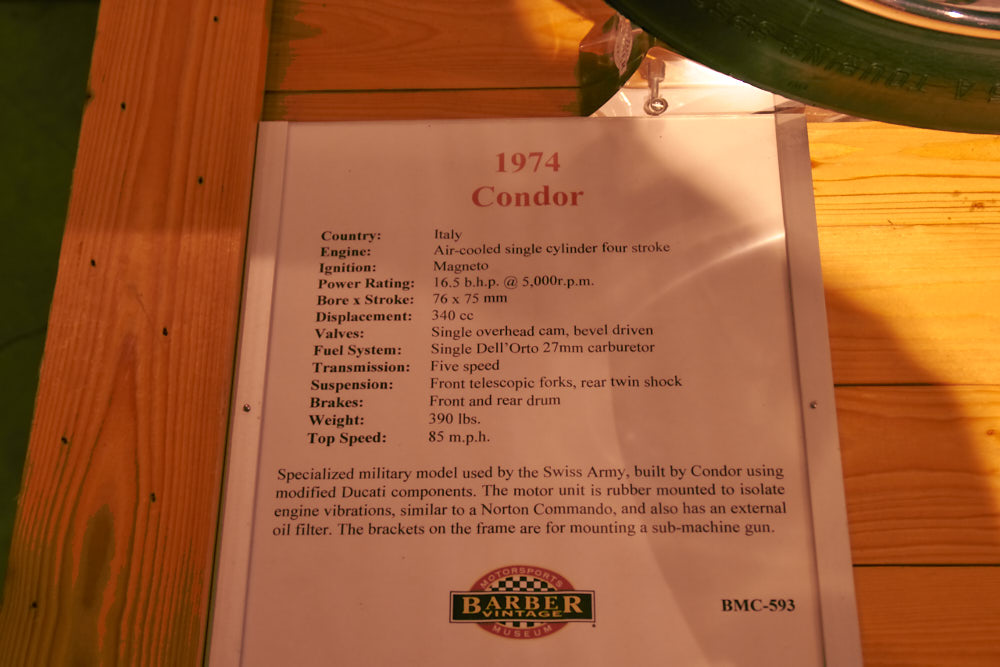 A TOURING
1974
Condor
Country: Italy
Engine: Air-cooled single cylinder four stroke
Ignition: Magneto
Power Rating: 16.5 b.h.p. @ 5,000r.p.m.
Bore x Stroke: 76 x 75 mm
Displacement: 340 cc
Valves: Single overhead cam, bevel driven
Fuel System: Single Dell'Orto 27mm carburetor
Transmission: Five speed
Suspension: Front telescopic forks, rear twin shock
Brakes: Front and rear drum
Weight: 390 lbs.
Top Speed: 85 m.p.h.
Specialized military model used by the Swiss Army, built by Condor using
modified Ducati components. The motor unit is rubber mounted to isolate
engine vibrations, similar to a Norton Commando, and also has an external
oil filter. The brackets on the frame are for mounting a sub-machine gun.
MOTORSPORTS
BARBER
VINTAGE
MUSEUM
BMC-593